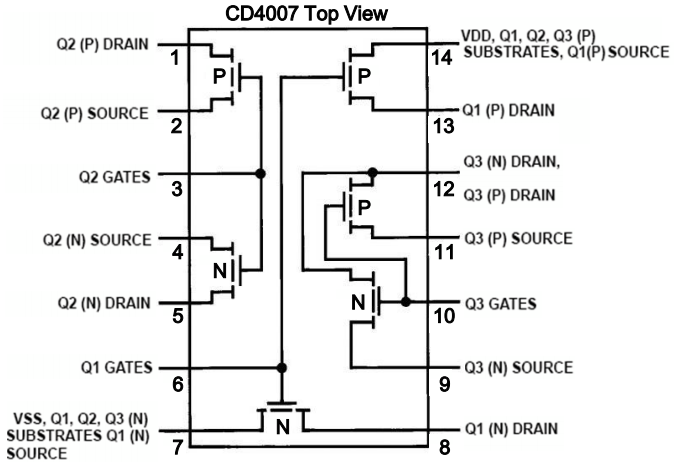 CD4007 Top View
Q2 (P) DRAIN
1
P
Q2 (P) SOURCE
2
Q2 GATES
3
Q2 (N) SOURCE
4
N
Q2 (N) DRAIN
5
Q1 GATES
6
VSS, Q1, Q2, Q3 (N)
SUBSTRATES Q1 (N)
SOURCE
7
N
VDD, Q1, Q2, Q3 (P)
SUBSTRATES, Q1(P) SOURCE
14
P
Q1 (P) DRAIN
13
Q3 (N) DRAIN,
12
Q3 (P) DRAIN
P
Q3 (P) SOURCE
11
N
Q3 GATES
10
Q3 (N) SOURCE
9
Q1 (N) DRAIN
8